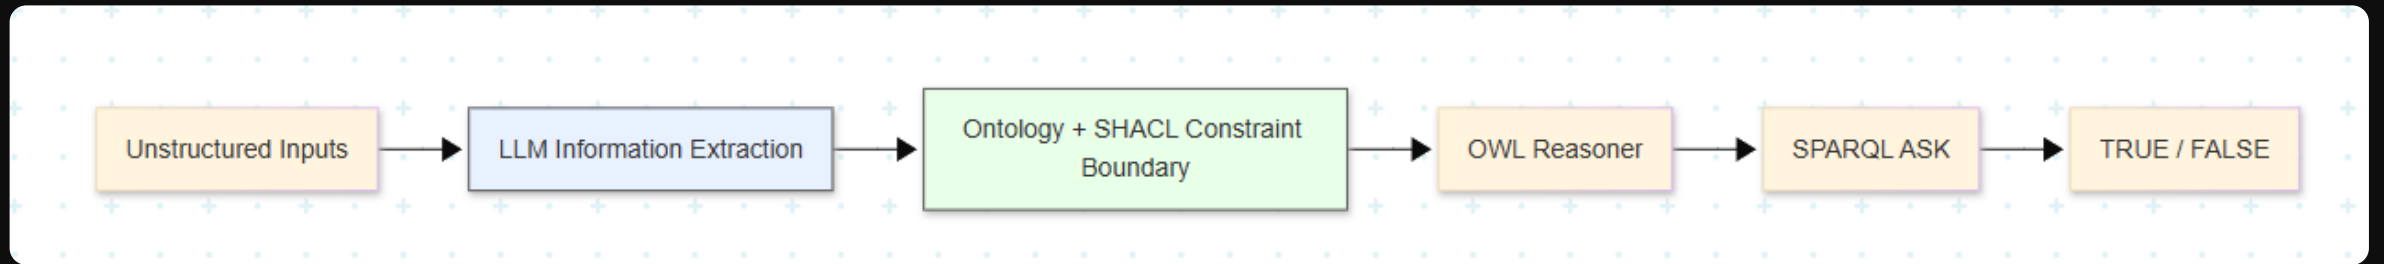 Unstructured Inputs
LLM Information Extraction
Ontology + SHACL Constraint
Boundary
OWL Reasoner
SPARQL ASK
TRUE / FALSE